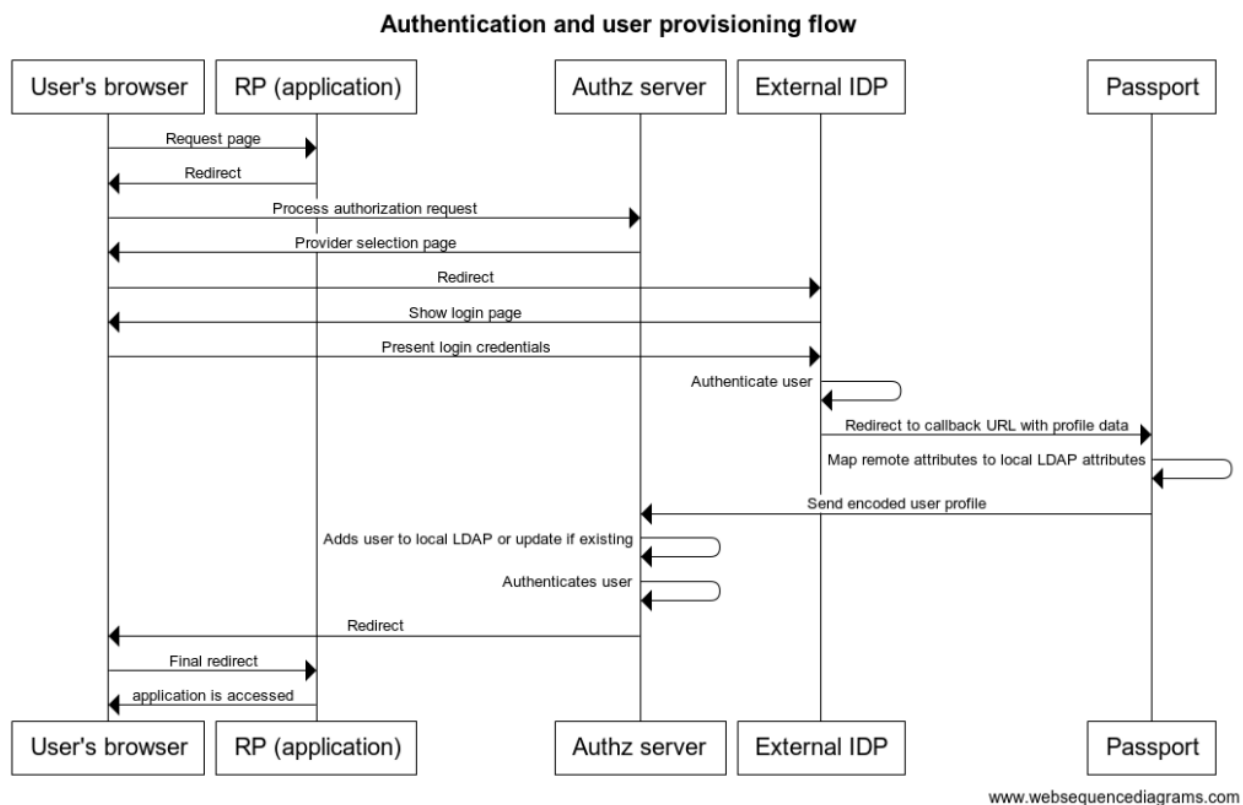 Authentication and user provisioning flow
User's browser
RP (application)
Authz server
External IDP
Passport
Request page
Redirect
Process authorization request
Provider selection page
Redirect
Show login page
Present login credentials
Authenticate user
Redirect to callback URL with profile data
Map remote attributes to local LDAP attributes
Send encoded user profile
Adds user to local LDAP or update if existing
Authenticates user
Redirect
Final redirect
application is accessed
User's browser
RP (application)
Authz server
External IDP
Passport
www.websequencediagrams.com